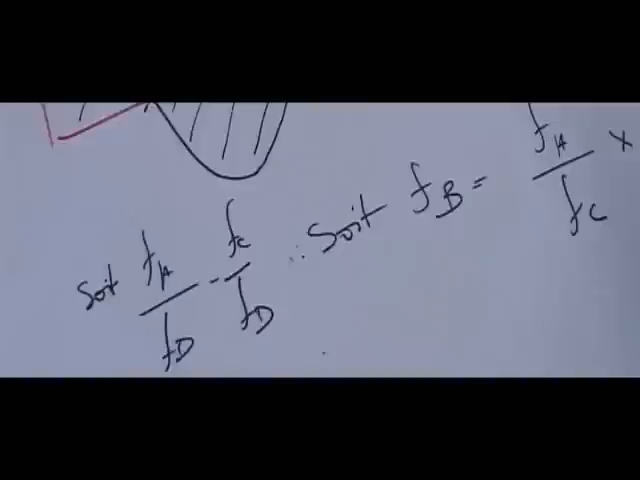 Soit fA/fD - fC/fD ∴ Soit fB = fA/fC ×